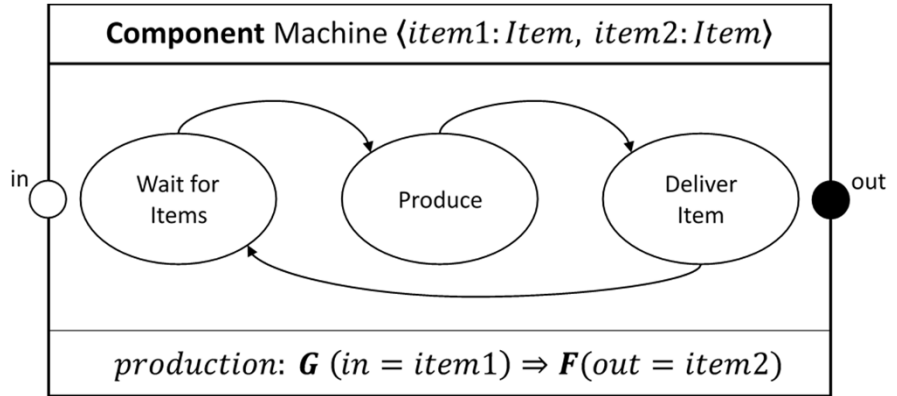 Component Machine ⟨item1: Item, item2: Item⟩
in
Wait for
Items
Produce
Deliver
Item
out
production: G (in = item1) ⇒ F(out = item2)